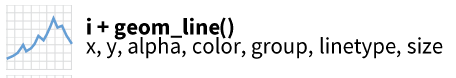 i + geom_line()
x, y, alpha, color, group, linetype, size